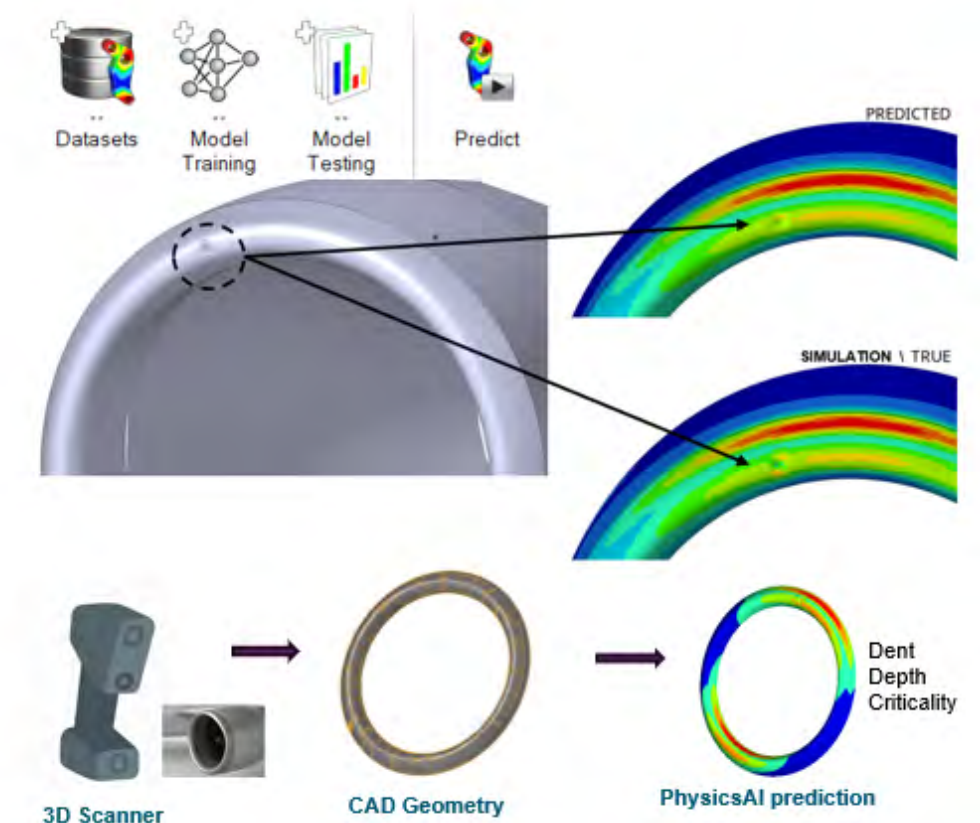 Datasets
Model
Training
Model
Testing
Predict
PREDICTED
SIMULATION \ TRUE
Dent
Depth
Criticality
3D Scanner
CAD Geometry
PhysicsAI prediction